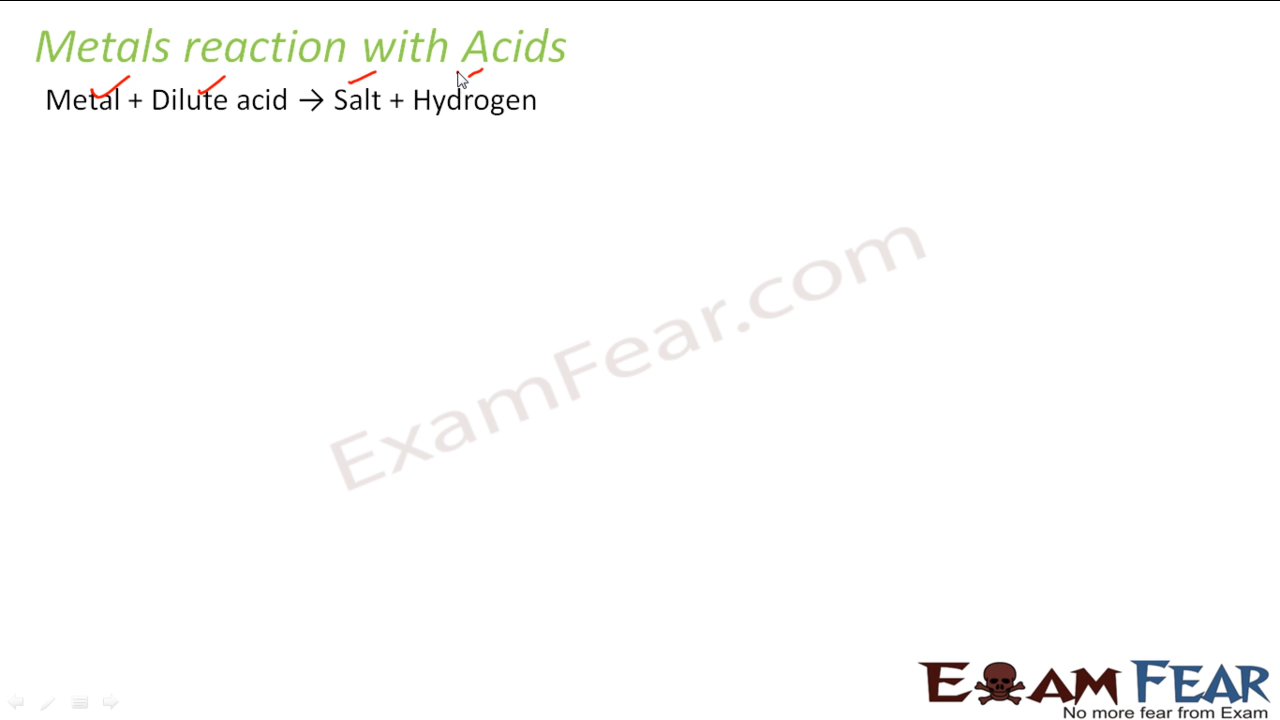 Metals reaction with Acids
Metal + Dilute acid → Salt + Hydrogen
ExamFear.com
EXAM FEAR
No more fear from Exam